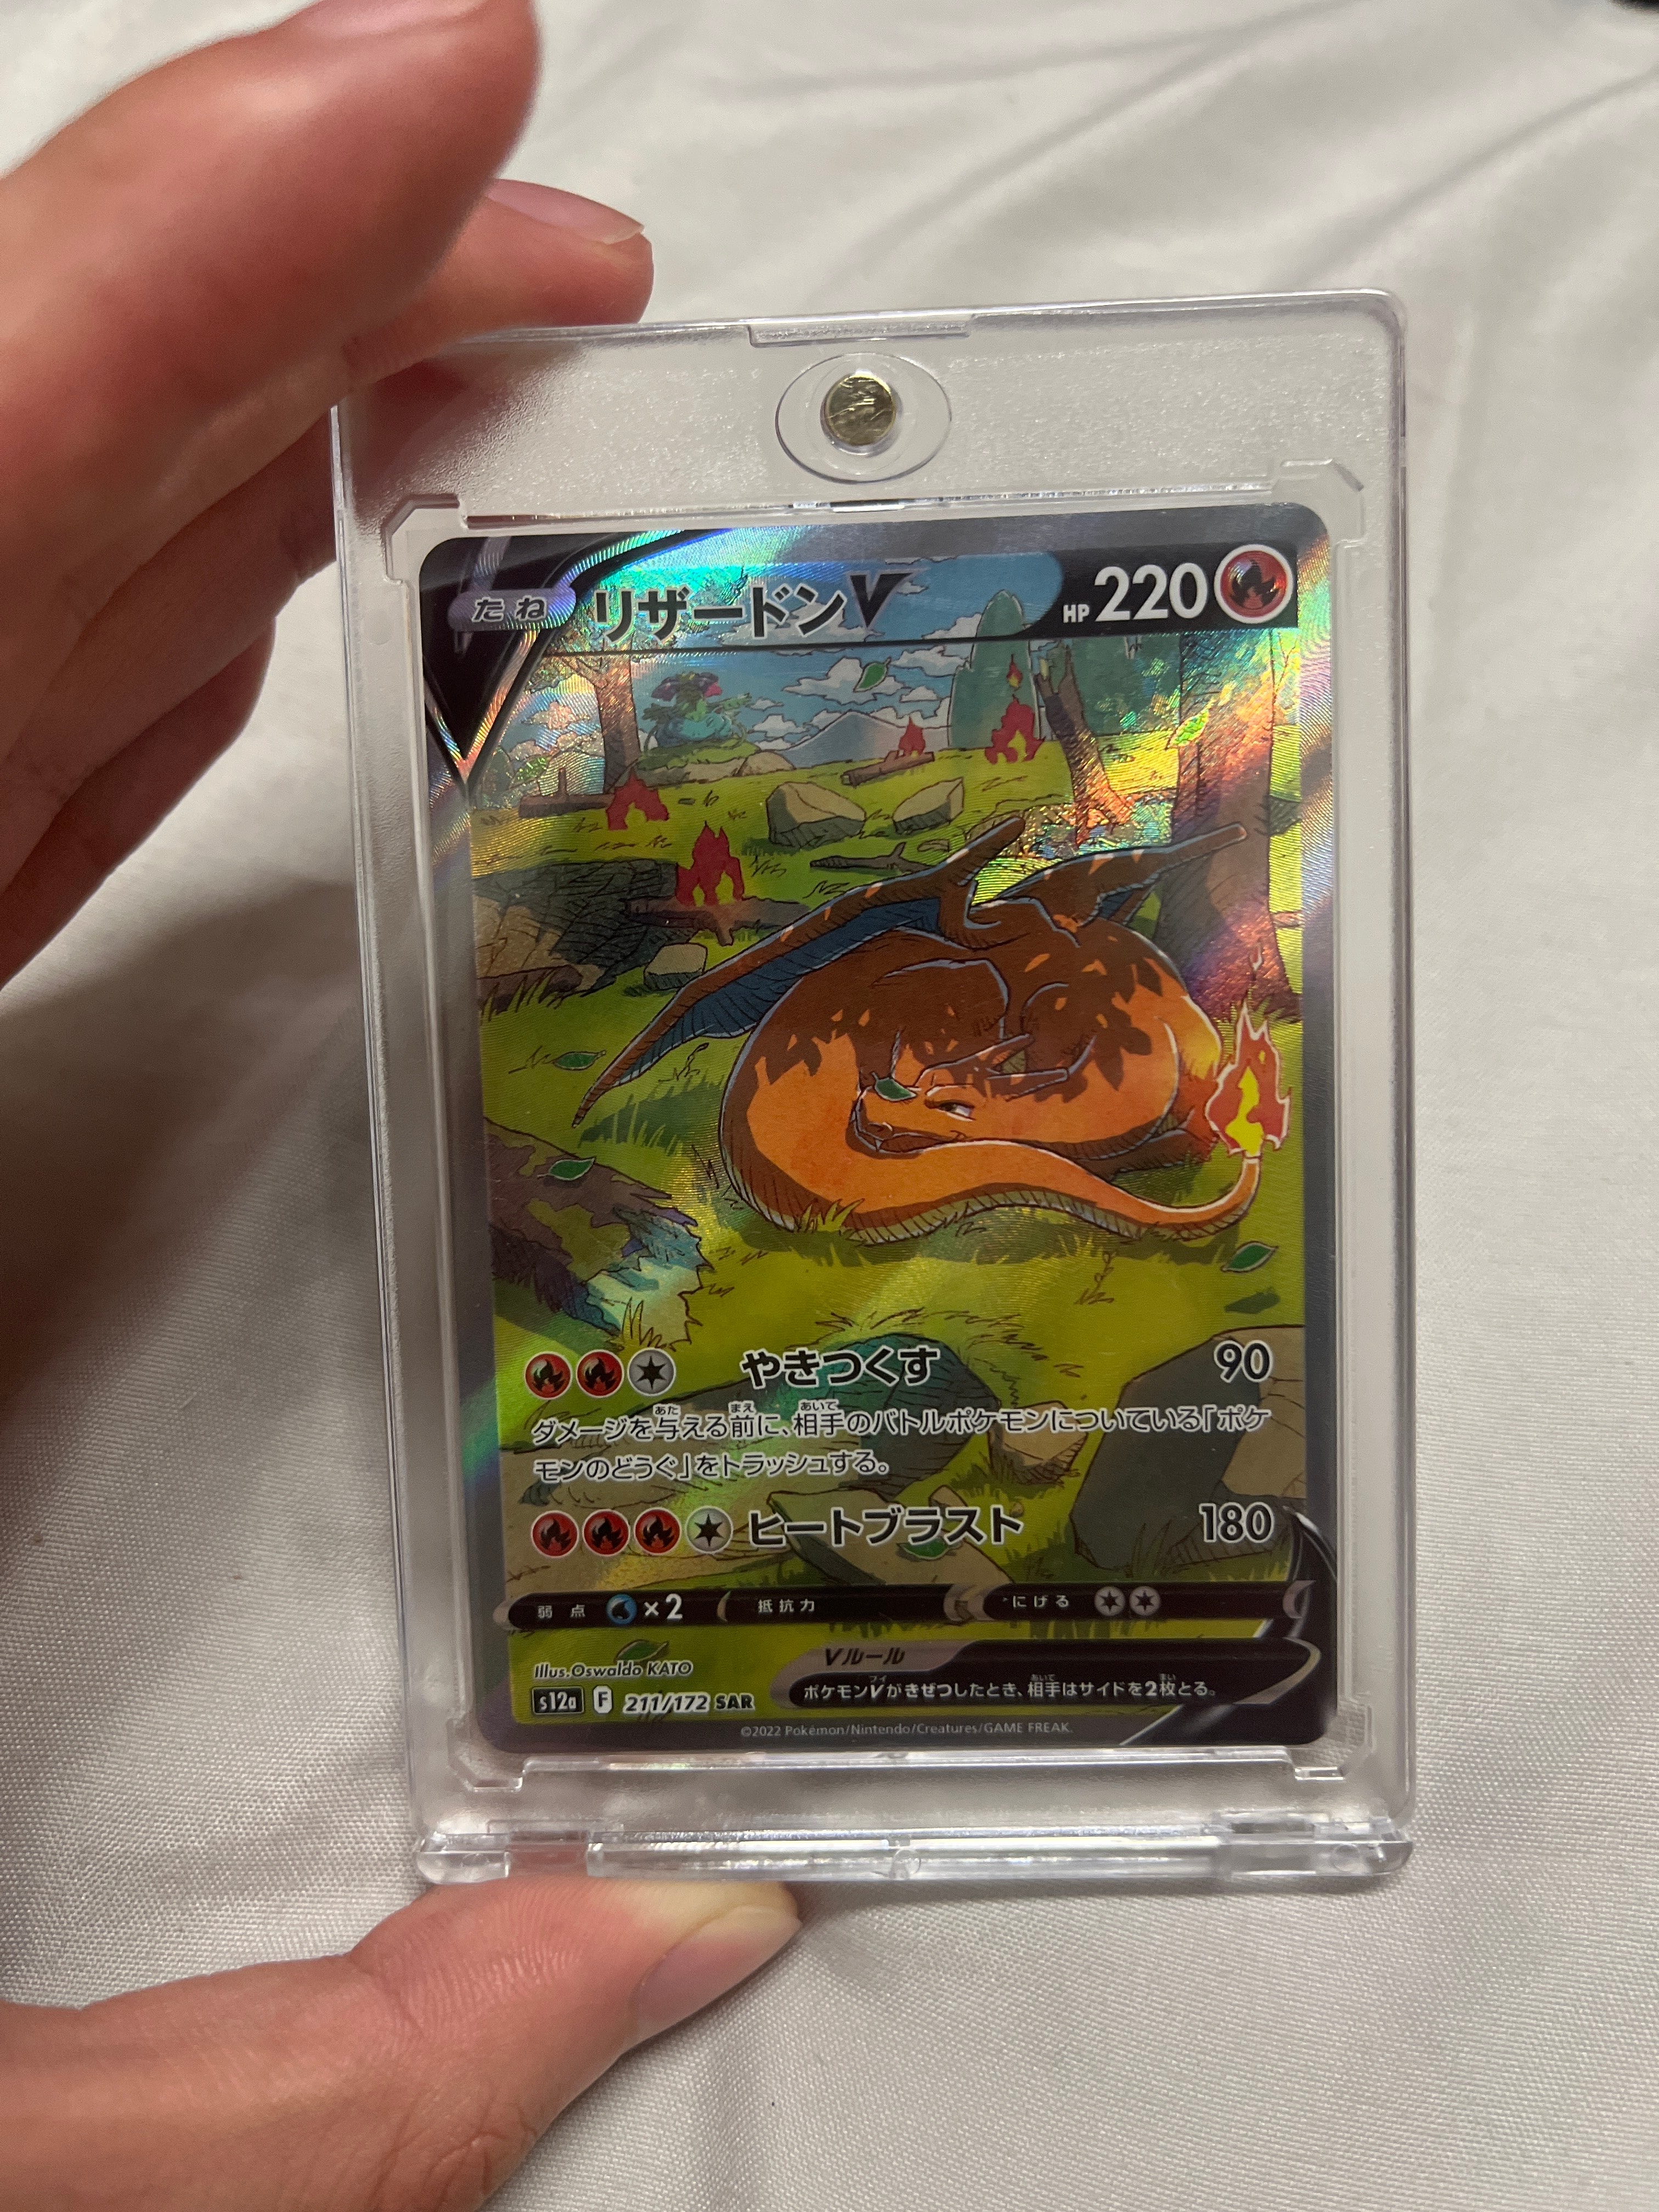 たね リザードンV HP 220
やきつくす 90
ダメージを与える前に、相手のバトルポケモンについている「ポケ
モンのどうぐ」をトラッシュする。
ヒートブラスト 180
弱点 ×2 抵抗力 にげる
Illus. Oswaldo KATO
Vルール
ポケモンVがきぜつしたとき、相手はサイドを2枚とる。
s12a F 211/172 SAR
©2022 Pokémon/Nintendo/Creatures/GAME FREAK.